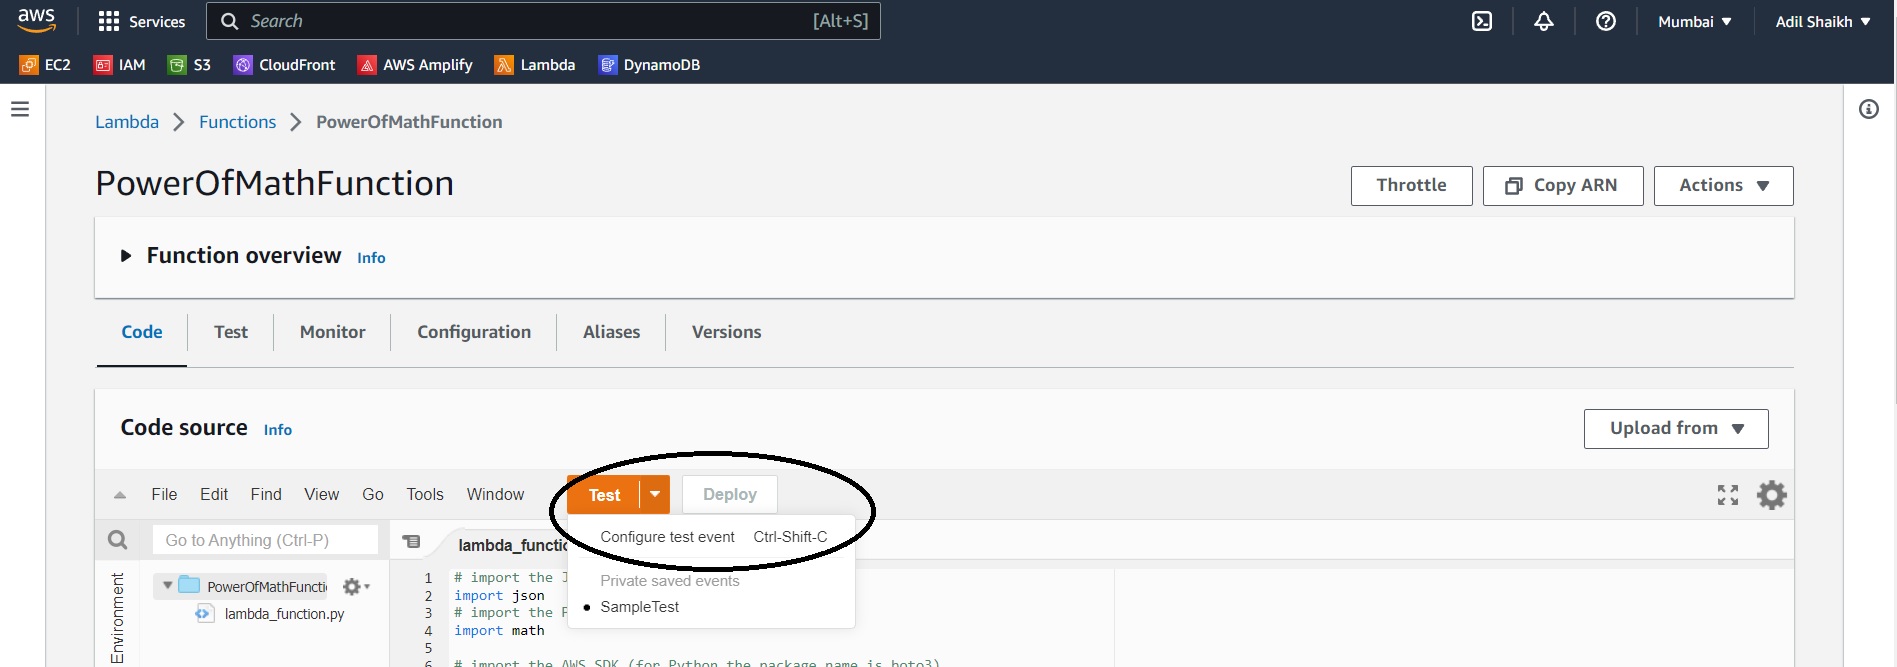 aws Services Search [Alt+S] Mumbai ▼ Adil Shaikh ▼
EC2 IAM S3 CloudFront AWS Amplify Lambda DynamoDB
Lambda > Functions > PowerOfMathFunction
PowerOfMathFunction Throttle Copy ARN Actions ▼
Function overview Info
Code Test Monitor Configuration Aliases Versions
Code source Info Upload from ▼
File Edit Find View Go Tools Window Test Deploy
Go to Anything (Ctrl-P) lambda_functio Configure test event Ctrl-Shift-C
Private saved events
SampleTest
Environment
PowerOfMathFuncti
lambda_function.py
1 # import the J
2 import json
3 # import the P
4 import math
5
6 # import the AWS SDK (for Python the package name is boto3)